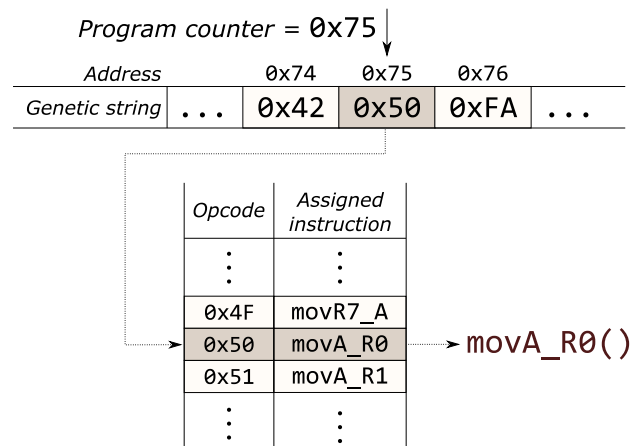 Program counter = 0x75
Address 0x74 0x75 0x76
Genetic string ... 0x42 0x50 0xFA ...
Opcode Assigned instruction
0x4F movR7_A
0x50 movA_R0 movA_R0()
0x51 movA_R1